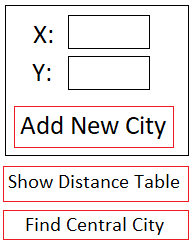 X:
Y:
Add New City
Show Distance Table
Find Central City